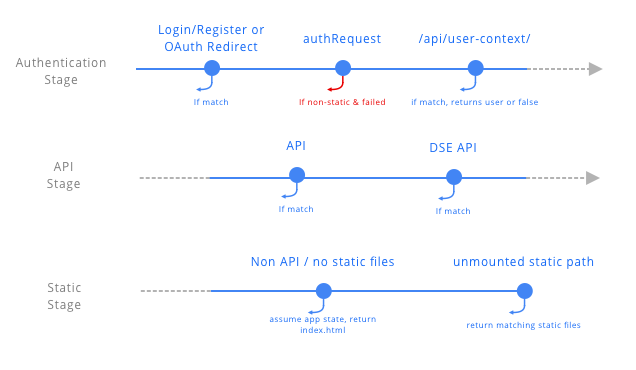 Login/Register or
OAuth Redirect
authRequest
/api/user-context/
Authentication
Stage
If match
If non-static & failed
if match, returns user or false
API
DSE API
API
Stage
If match
If match
Non API / no static files
unmounted static path
Static
Stage
assume app state, return
index.html
return matching static files